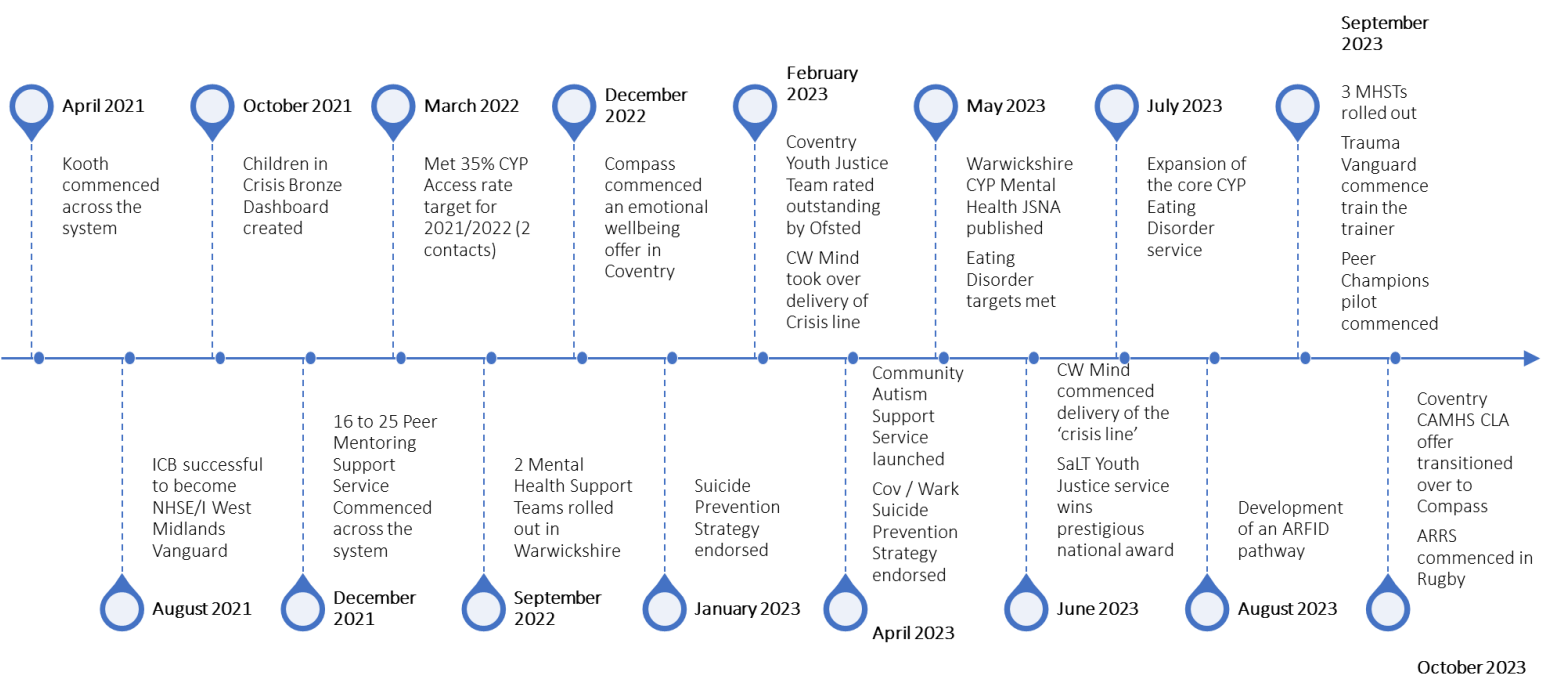 April 2021
Kooth
commenced
across the
system
August 2021
ICB successful
to become
NHSE/I West
Midlands
Vanguard
October 2021
Children in
Crisis Bronze
Dashboard
created
December
2021
16 to 25 Peer
Mentoring
Support
Service
Commenced
across the
system
March 2022
Met 35% CYP
Access rate
target for
2021/2022 (2
contacts)
September
2022
2 Mental
Health Support
Teams rolled
out in
Warwickshire
December
2022
Compass
commenced
an emotional
wellbeing
offer in
Coventry
January 2023
Suicide
Prevention
Strategy
endorsed
February
2023
Coventry
Youth Justice
Team rated
outstanding
by Ofsted
CW Mind
took over
delivery of
Crisis line
April 2023
Community
Autism
Support
Service
launched
Cov / Wark
Suicide
Prevention
Strategy
endorsed
May 2023
Warwickshire
CYP Mental
Health JSNA
published
Eating
Disorder
targets met
June 2023
CW Mind
commenced
delivery of the
‘crisis line’
SaLT Youth
Justice service
wins
prestigious
national award
July 2023
Expansion of
the core CYP
Eating
Disorder
service
August 2023
Development
of an ARFID
pathway
September
2023
3 MHSTs
rolled out
Trauma
Vanguard
commence
train the
trainer
Peer
Champions
pilot
commenced
October 2023
Coventry
CAMHS CLA
offer
transitioned
over to
Compass
ARRS
commenced in
Rugby